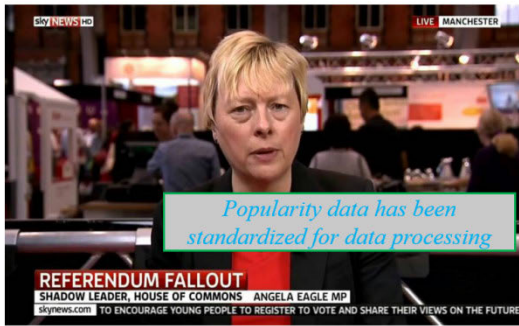 sky NEWS HD
LIVE MANCHESTER
Popularity data has been
standardized for data processing
REFERENDUM FALLOUT
SHADOW LEADER, HOUSE OF COMMONS ANGELA EAGLE MP
skynews.com TO ENCOURAGE YOUNG PEOPLE TO REGISTER TO VOTE AND SHARE THEIR VIEWS ON THE FUTURE